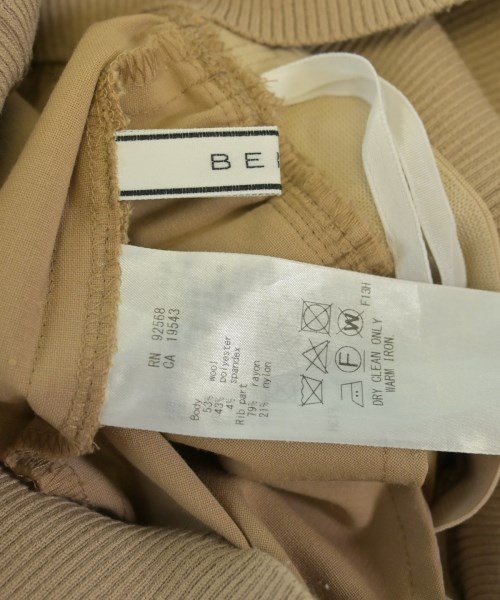 BE
RN 92568
CA 19543
Body
53% wool
43% polyester
4% spandex
Rib part
79% rayon
21% nylon
F13H
W
F
DRY CLEAN ONLY
WARM IRON